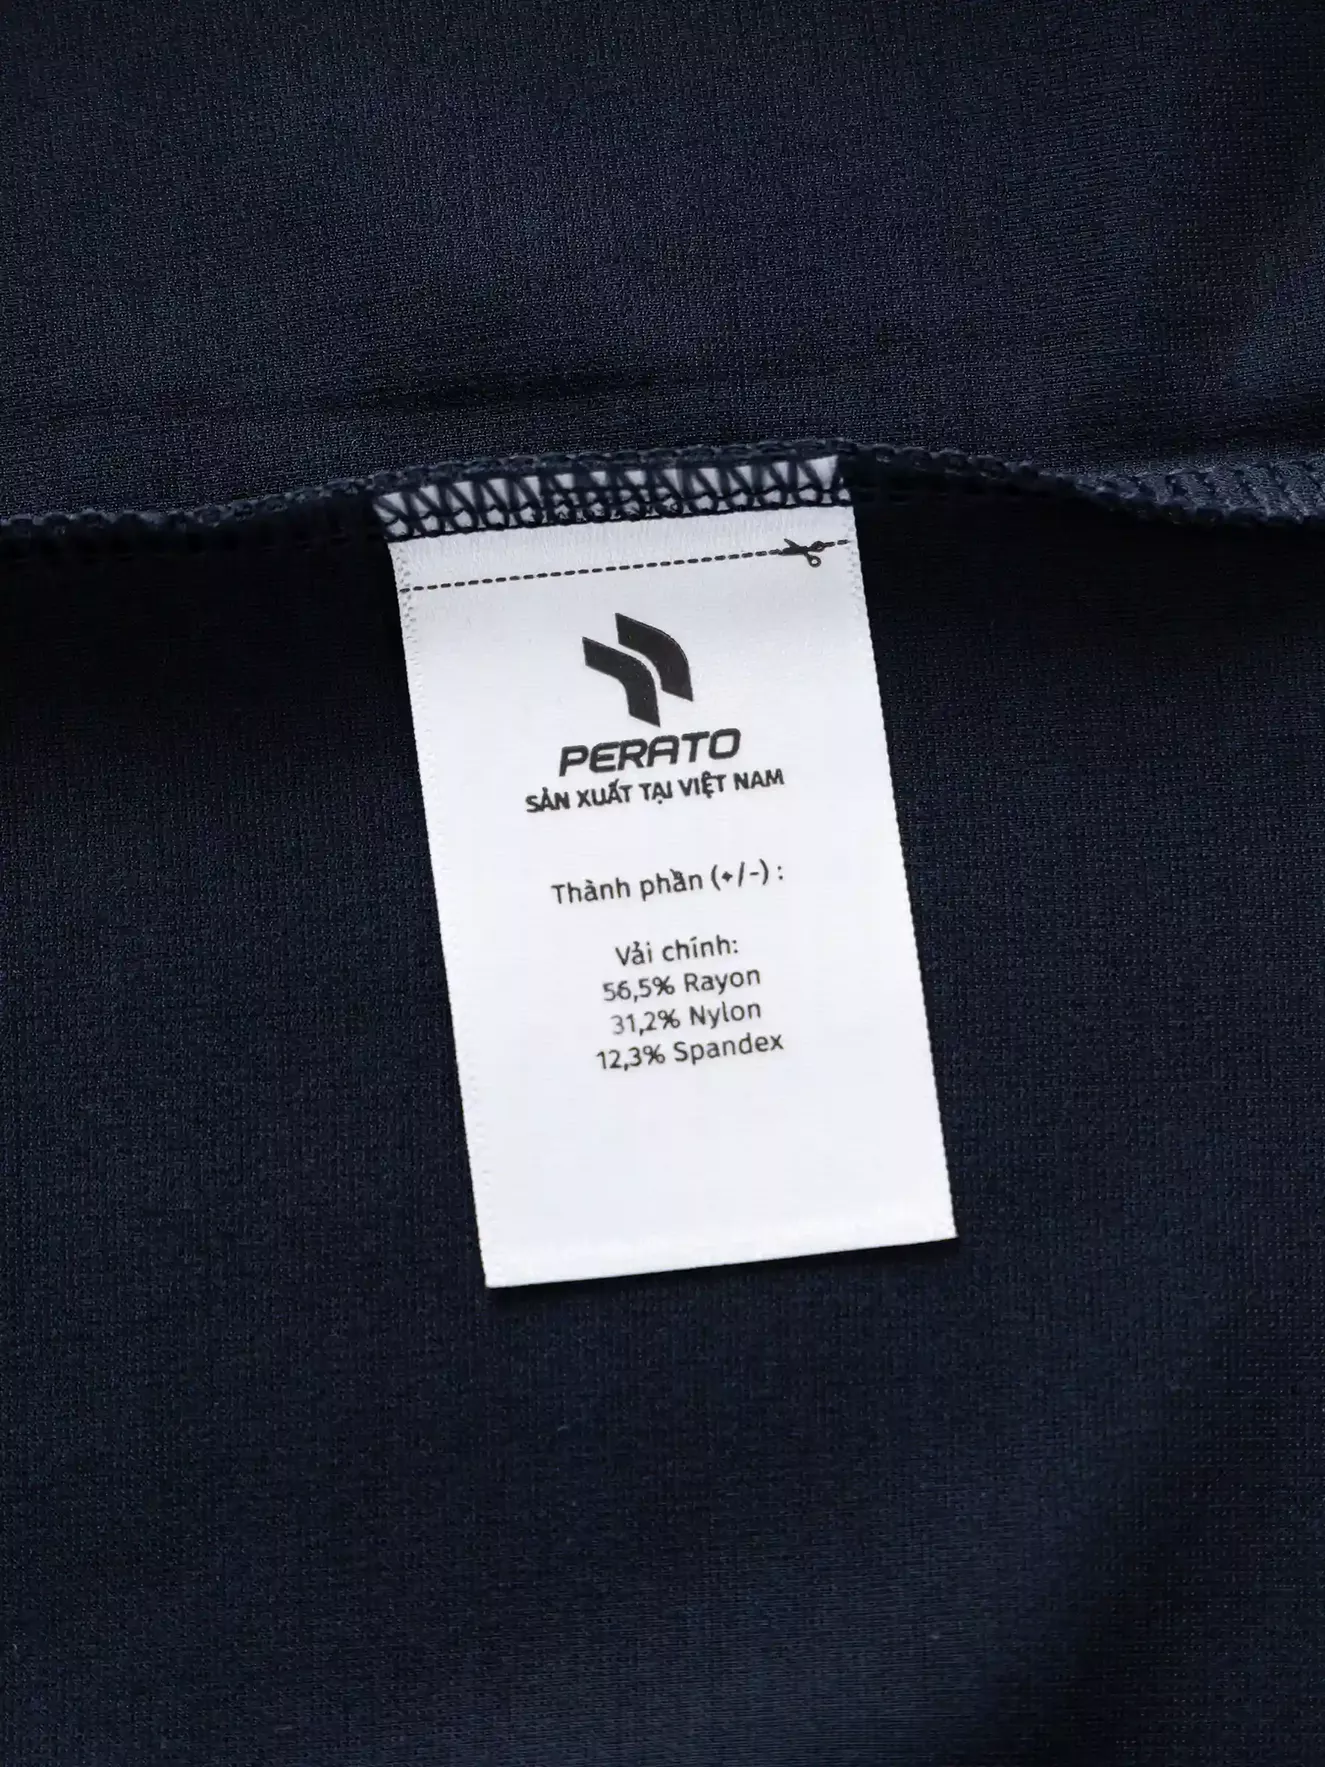 PERATO
SẢN XUẤT TẠI VIỆT NAM
Thành phần (+/-) :
Vải chính:
56,5% Rayon
31,2% Nylon
12,3% Spandex